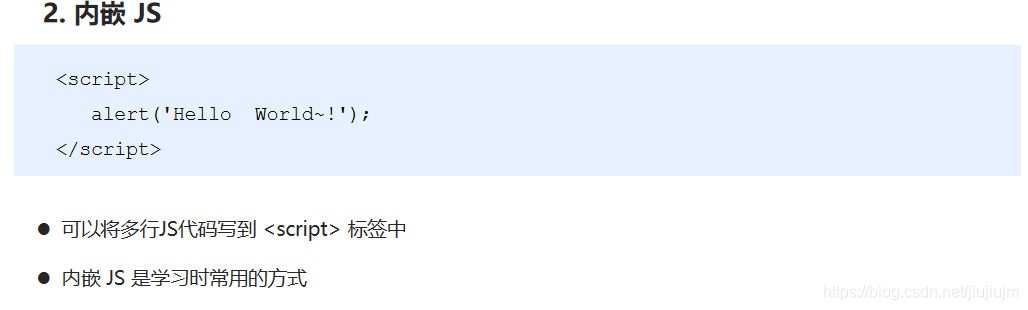 2. 内嵌 JS
<script>
alert('Hello  World~!');
</script>
● 可以将多行JS代码写到 <script> 标签中
● 内嵌 JS 是学习时常用的方式
https://blog.csdn.net/jiujiujm